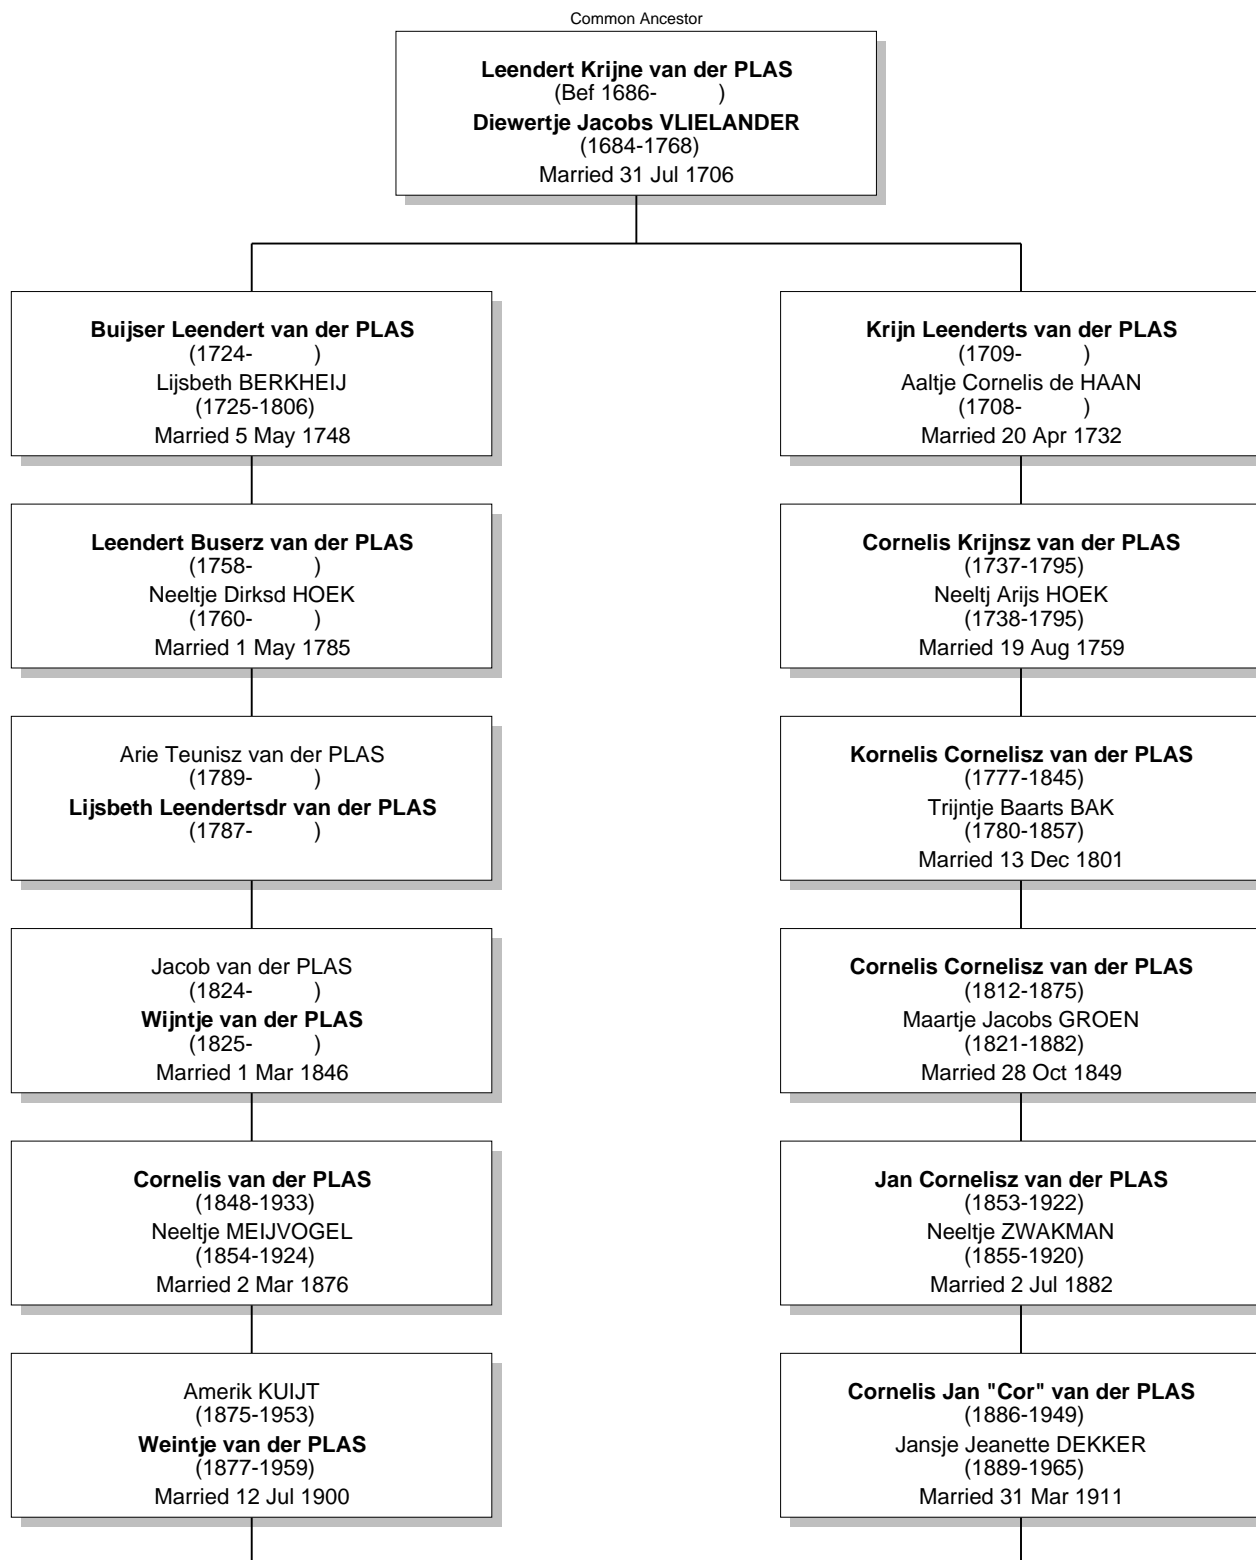 Common Ancestor
Leendert Krijne van der PLAS
(Bef 1686- )
Diewertje Jacobs VLIELANDER
(1684-1768)
Married 31 Jul 1706
Buijser Leendert van der PLAS
(1724- )
Lijsbeth BERKHEIJ
(1725-1806)
Married 5 May 1748
Krijn Leenderts van der PLAS
(1709- )
Aaltje Cornelis de HAAN
(1708- )
Married 20 Apr 1732
Leendert Buserz van der PLAS
(1758- )
Neeltje Dirksd HOEK
(1760- )
Married 1 May 1785
Cornelis Krijnsz van der PLAS
(1737-1795)
Neeltj Arijs HOEK
(1738-1795)
Married 19 Aug 1759
Arie Teunisz van der PLAS
(1789- )
Lijsbeth Leendertsdr van der PLAS
(1787- )
Kornelis Cornelisz van der PLAS
(1777-1845)
Trijntje Baarts BAK
(1780-1857)
Married 13 Dec 1801
Jacob van der PLAS
(1824- )
Wijntje van der PLAS
(1825- )
Married 1 Mar 1846
Cornelis Cornelisz van der PLAS
(1812-1875)
Maartje Jacobs GROEN
(1821-1882)
Married 28 Oct 1849
Cornelis van der PLAS
(1848-1933)
Neeltje MEIJVOGEL
(1854-1924)
Married 2 Mar 1876
Jan Cornelisz van der PLAS
(1853-1922)
Neeltje ZWAKMAN
(1855-1920)
Married 2 Jul 1882
Amerik KUIJT
(1875-1953)
Weintje van der PLAS
(1877-1959)
Married 12 Jul 1900
Cornelis Jan "Cor" van der PLAS
(1886-1949)
Jansje Jeanette DEKKER
(1889-1965)
Married 31 Mar 1911